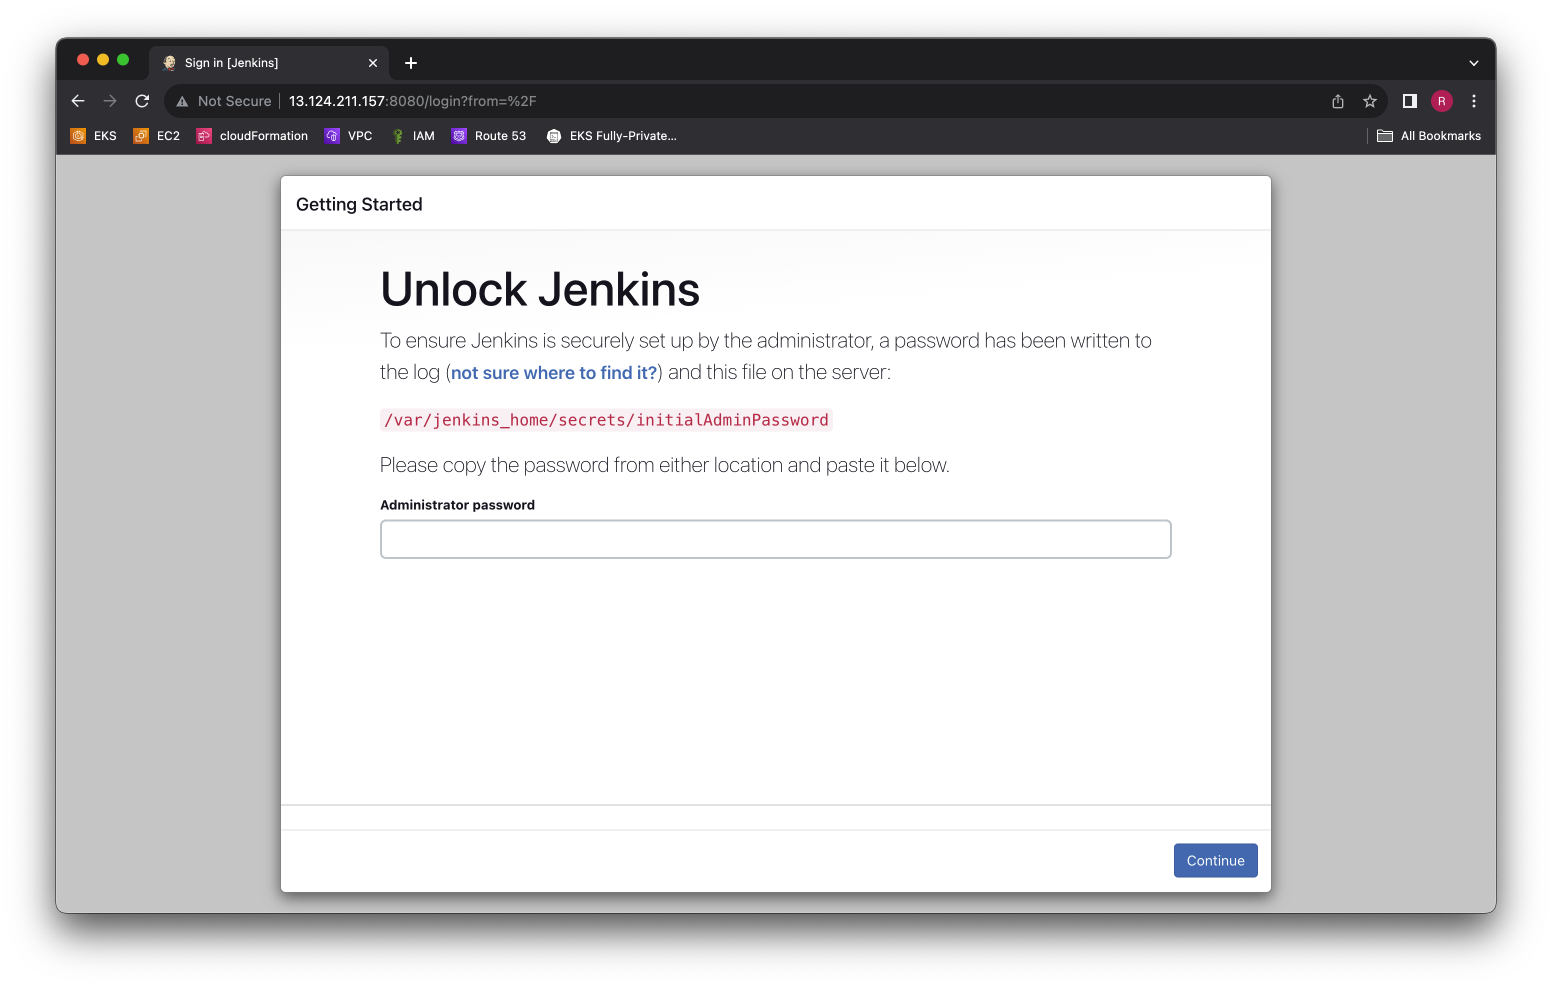 Sign in [Jenkins]
Not Secure 13.124.211.157:8080/login?from=%2F
R
EKS EC2 cloudFormation VPC IAM Route 53 EKS Fully-Private... All Bookmarks
Getting Started
Unlock Jenkins
To ensure Jenkins is securely set up by the administrator, a password has been written to
the log (not sure where to find it?) and this file on the server:
/var/jenkins_home/secrets/initialAdminPassword
Please copy the password from either location and paste it below.
Administrator password
Continue